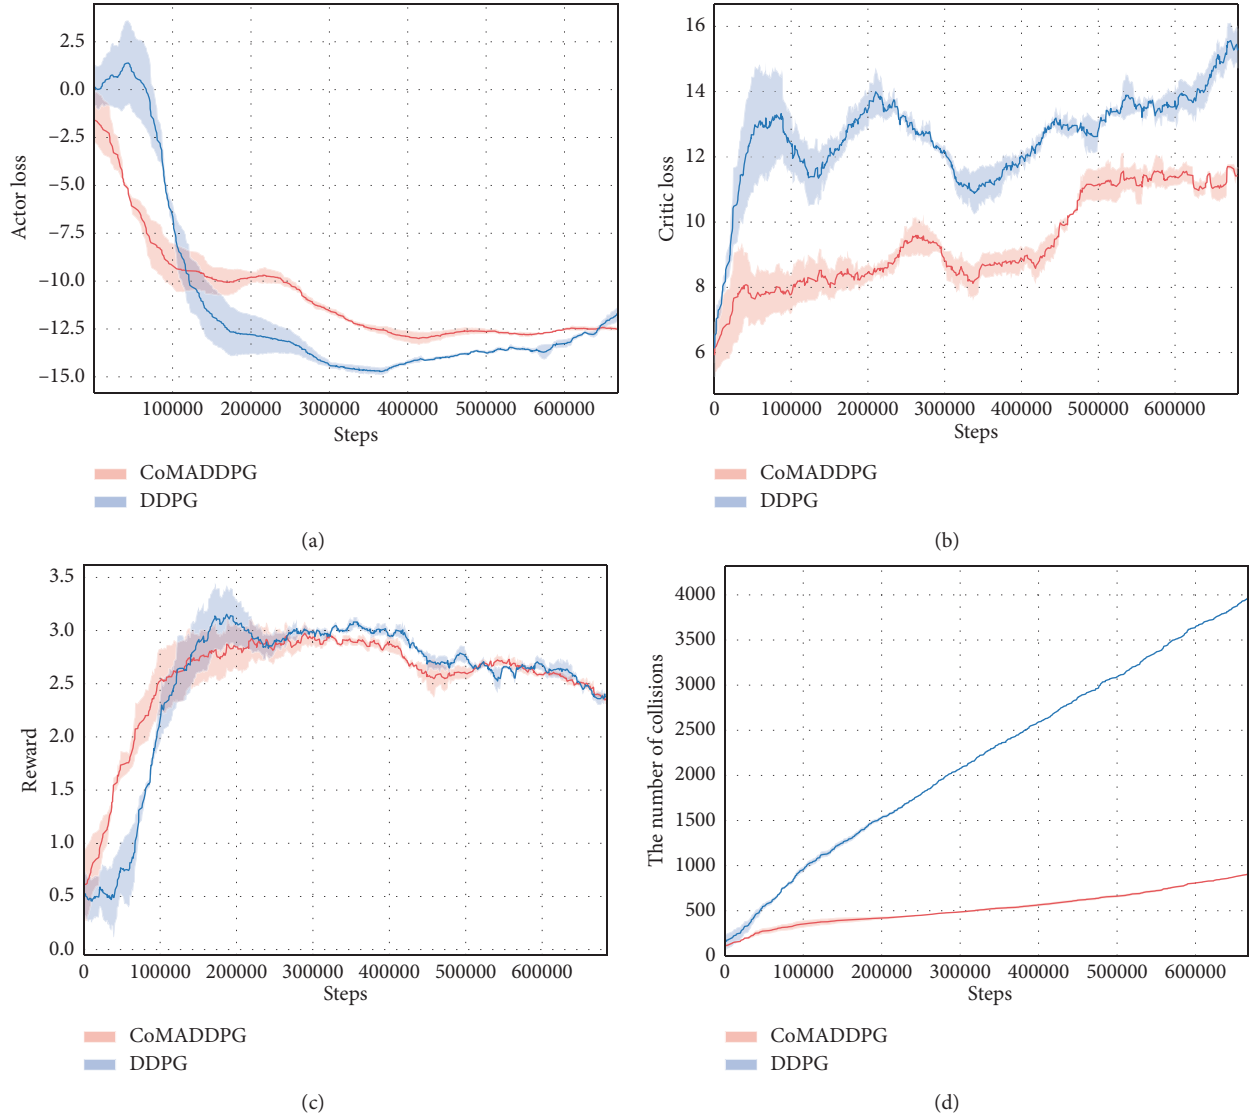 2.5
0.0
−2.5
−5.0
−7.5
−10.0
−12.5
−15.0
Actor loss
100000 200000 300000 400000 500000 600000
Steps
CoMADDPG
DDPG
(a)
16
14
12
10
8
6
Critic loss
0 100000 200000 300000 400000 500000 600000
Steps
CoMADDPG
DDPG
(b)
3.5
3.0
2.5
2.0
1.5
1.0
0.5
0.0
Reward
0 100000 200000 300000 400000 500000 600000
Steps
CoMADDPG
DDPG
(c)
4000
3500
3000
2500
2000
1500
1000
500
0
The number of collisions
0 100000 200000 300000 400000 500000 600000
Steps
CoMADDPG
DDPG
(d)